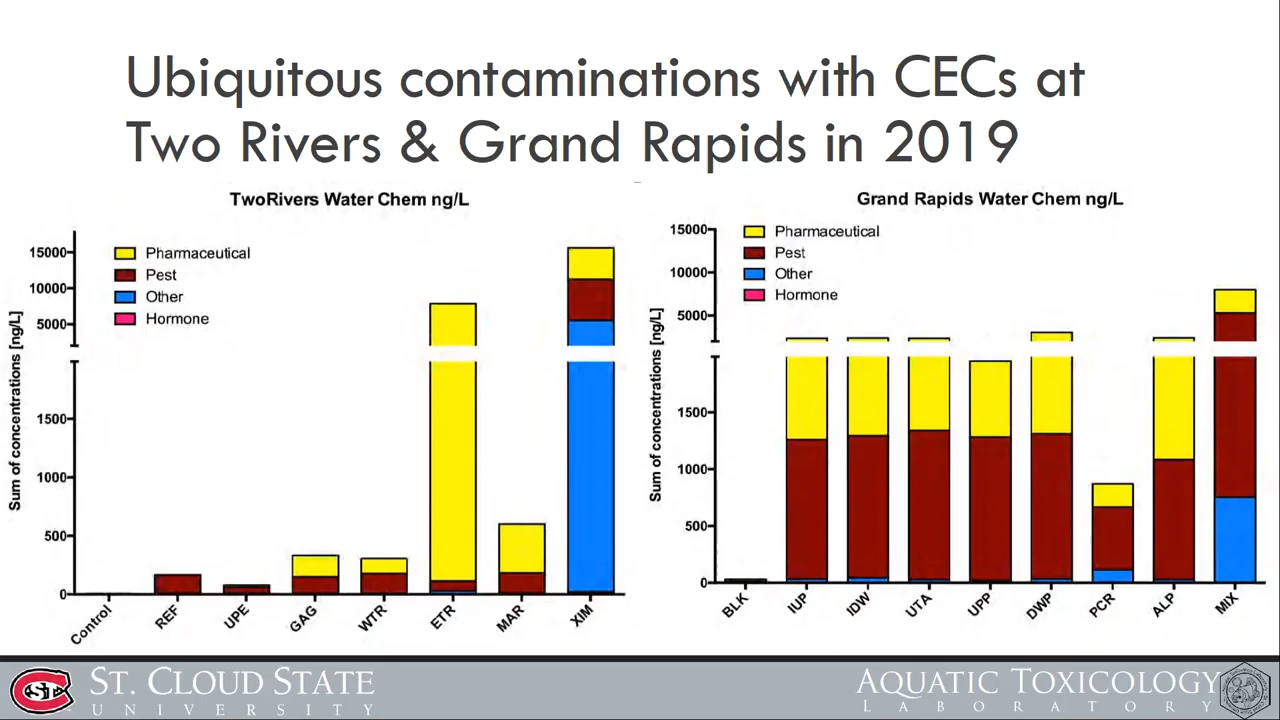 Ubiquitous contaminations with CECs at
Two Rivers & Grand Rapids in 2019
TwoRivers Water Chem ng/L
Pharmaceutical
Pest
Other
Hormone
Sum of concentrations [ng/L]
15000
10000
5000
1500
1000
500
0
Control
REF
UPE
GAG
WTR
ETR
MAR
XIM
Grand Rapids Water Chem ng/L
Pharmaceutical
Pest
Other
Hormone
Sum of concentrations [ng/L]
15000
10000
5000
1500
1000
500
0
BLK
IUP
IDW
UTA
UPP
DWP
PCR
ALP
MIX
ST. CLOUD STATE
UNIVERSITY
AQUATIC TOXICOLOGY
LABORATORY